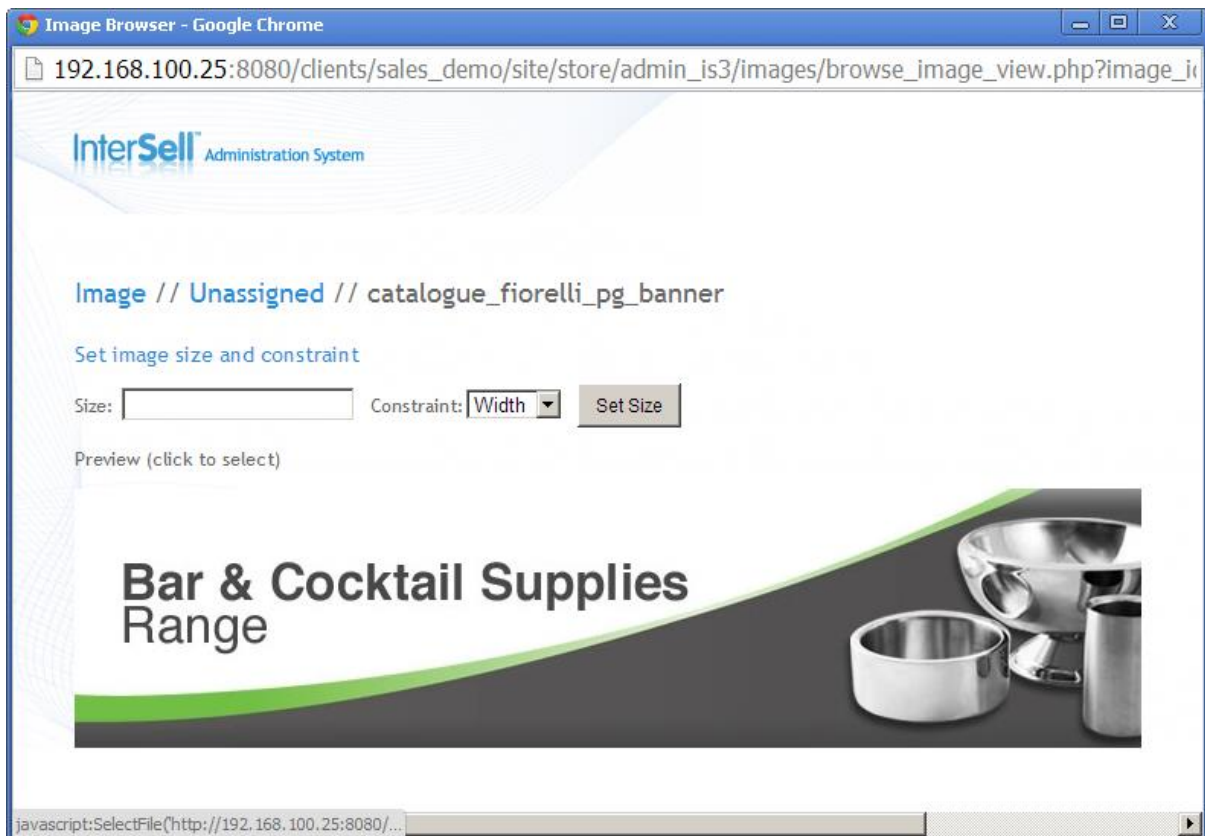 Image Browser - Google Chrome
192.168.100.25:8080/clients/sales_demo/site/store/admin_is3/images/browse_image_view.php?image_i
InterSell™ Administration System
Image // Unassigned // catalogue_fiorelli_pg_banner
Set image size and constraint
Size: Constraint: Width Set Size
Preview (click to select)
Bar & Cocktail Supplies
Range
javascript:SelectFile('http://192.168.100.25:8080/...